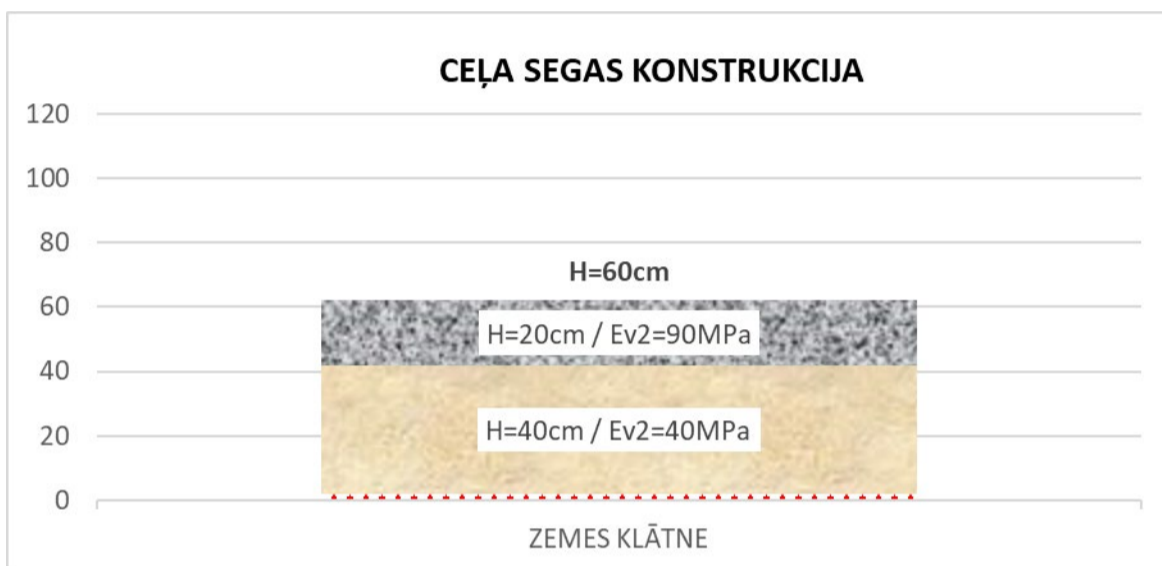 CEĻA SEGAS KONSTRUKCIJA
120
100
80
H=60cm
60
H=20cm / Ev2=90MPa
40
H=40cm / Ev2=40MPa
20
0
ZEMES KLĀTNE